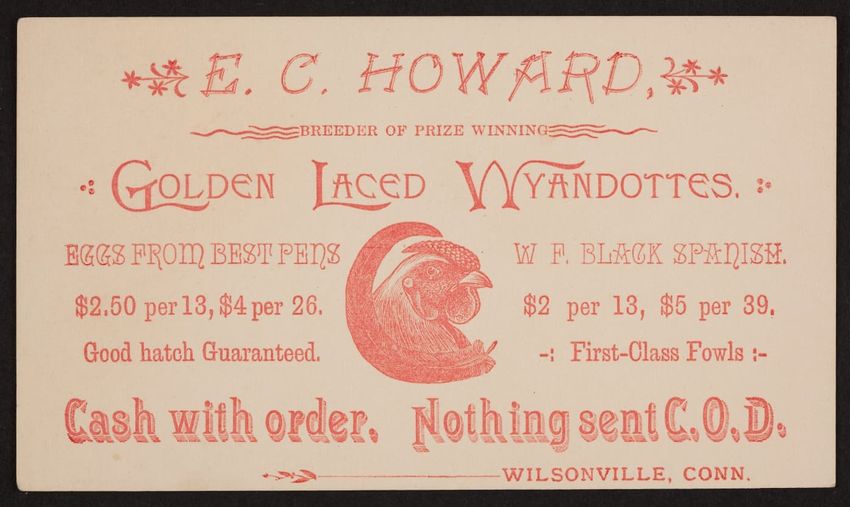 E. C. HOWARD,
BREEDER OF PRIZE WINNING
GOLDEN LACED WYANDOTTES.
EGGS FROM BEST PENS
$2.50 per 13, $4 per 26.
Good hatch Guaranteed.
W F. BLACK SPANISH.
$2 per 13, $5 per 39.
-: First-Class Fowls :-
Cash with order. Nothing sent C.O.D.
WILSONVILLE, CONN.